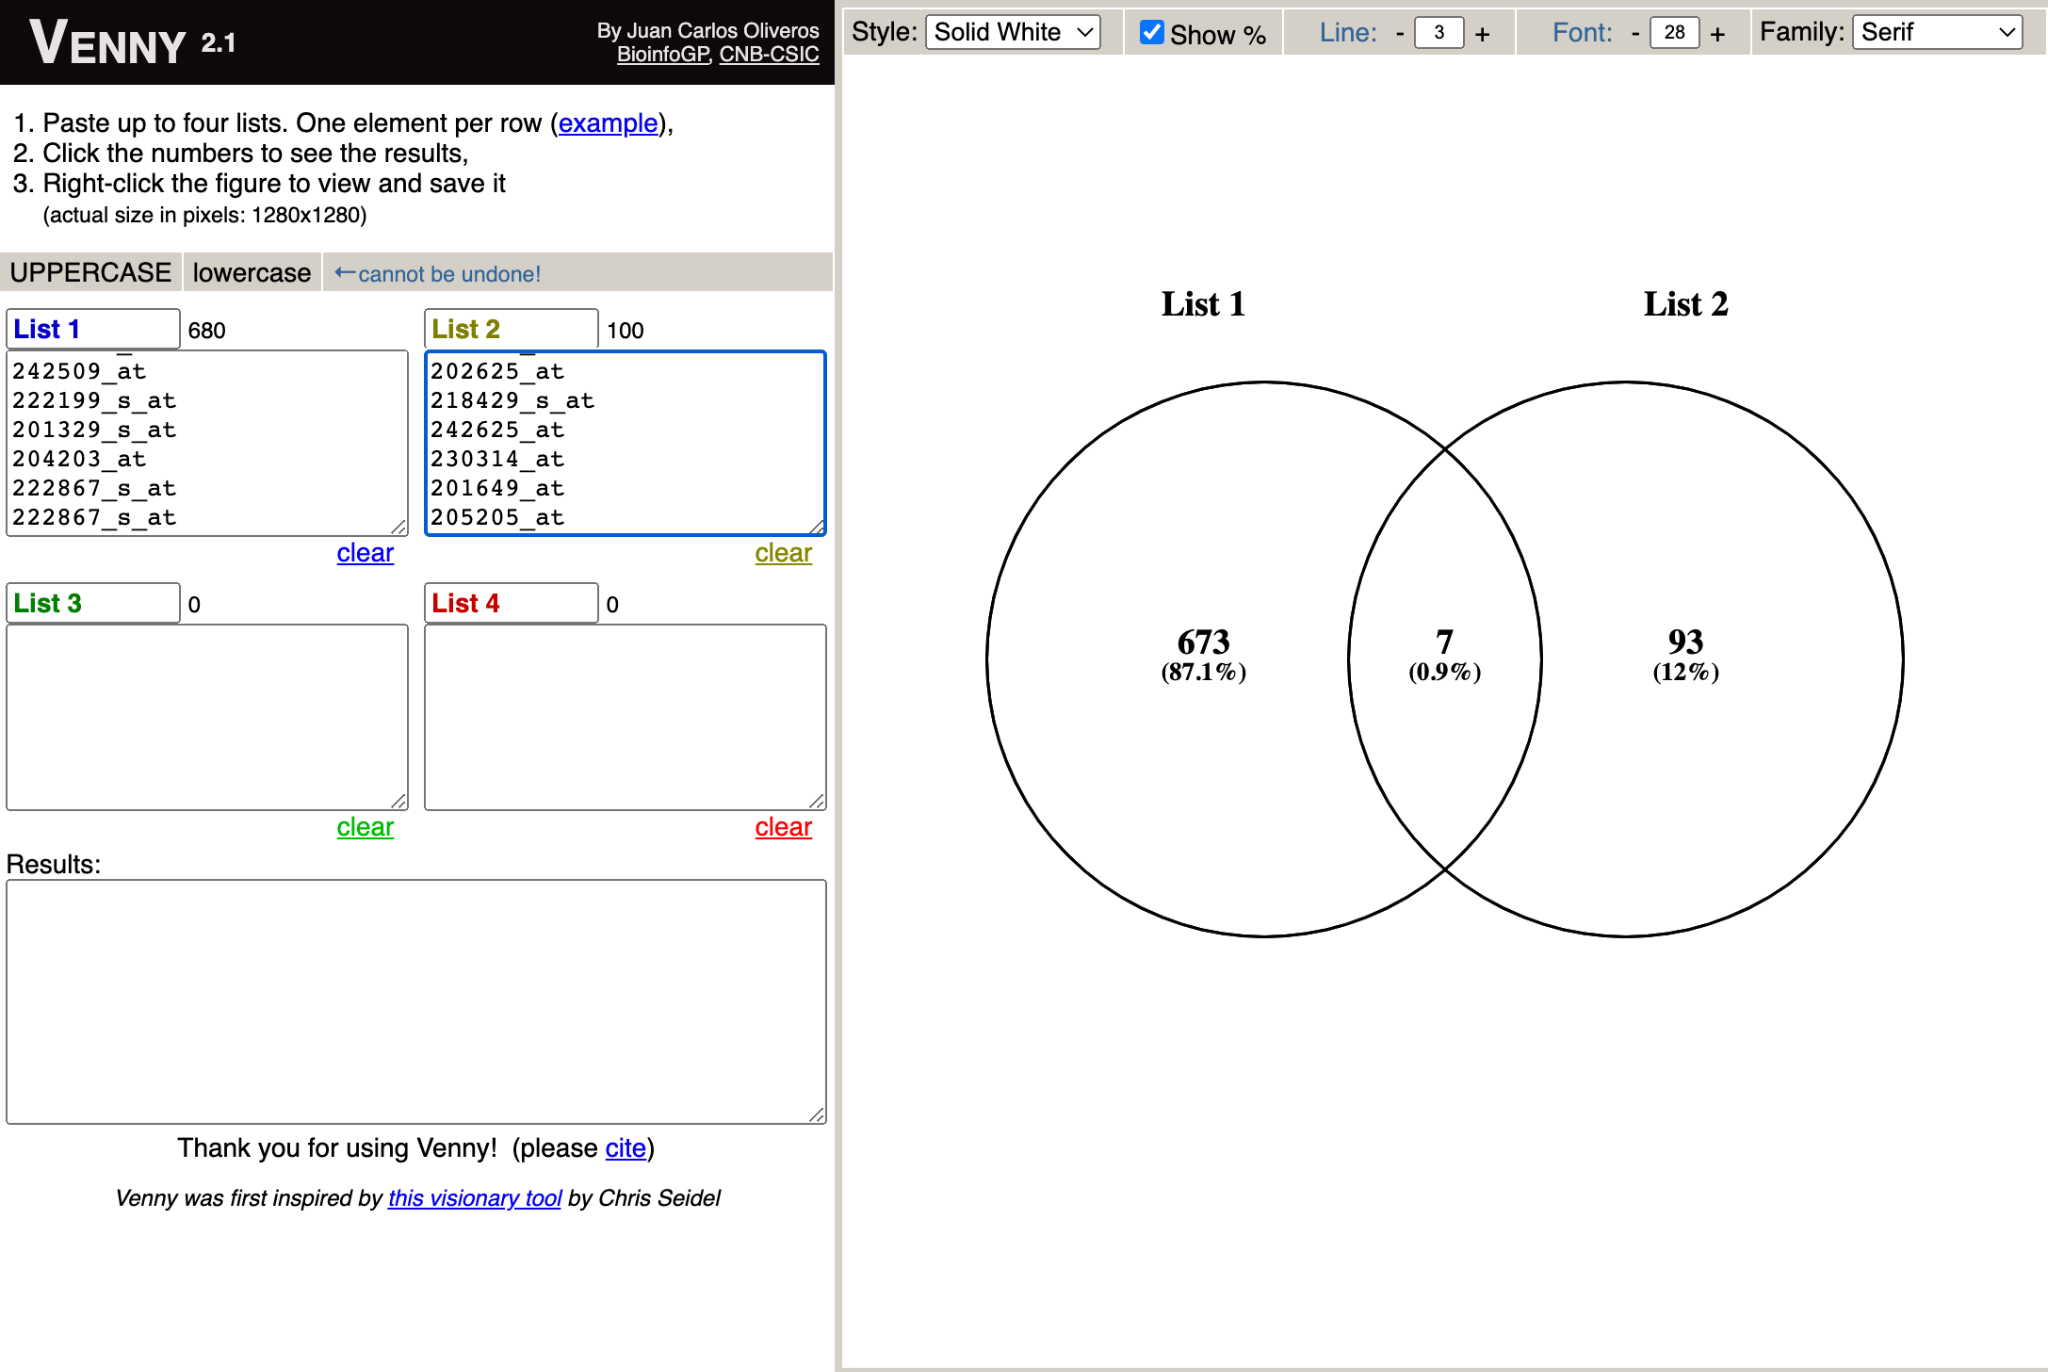 VENNY 2.1
By Juan Carlos Oliveros
BioinfoGP, CNB-CSIC
1. Paste up to four lists. One element per row (example),
2. Click the numbers to see the results,
3. Right-click the figure to view and save it
(actual size in pixels: 1280x1280)
UPPERCASE lowercase ←cannot be undone!
List 1 680
242509_at
222199_s_at
201329_s_at
204203_at
222867_s_at
222867_s_at
clear
List 2 100
202625_at
218429_s_at
242625_at
230314_at
201649_at
205205_at
clear
List 3 0
clear
List 4 0
clear
Results:
Thank you for using Venny! (please cite)
Venny was first inspired by this visionary tool by Chris Seidel
Style: Solid White Show % Line: - 3 + Font: - 28 + Family: Serif
List 1 List 2
673 7 93
(87.1%) (0.9%) (12%)